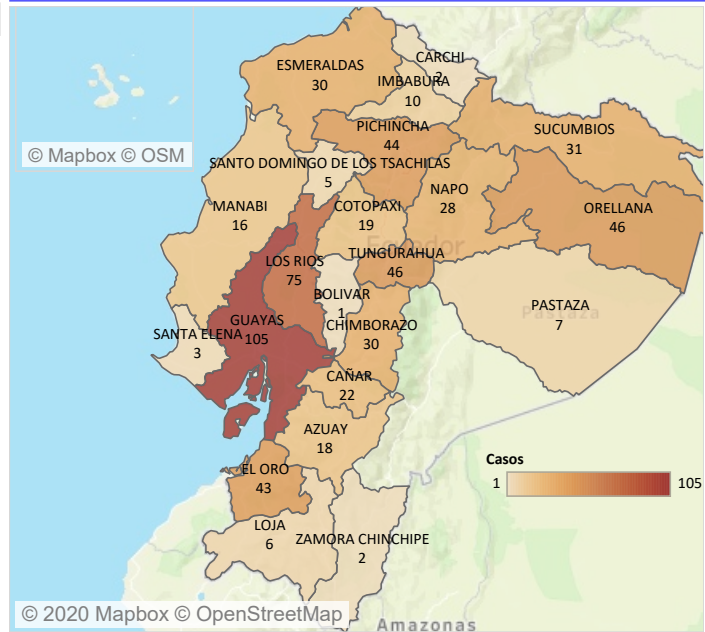 CARCHI
2
ESMERALDAS
30
IMBABURA
10
PICHINCHA
44
SUCUMBIOS
31
© Mapbox © OSM
SANTO DOMINGO DE LOS TSACHILAS
5
NAPO
28
MANABI
16
COTOPAXI
19
ORELLANA
46
Ecuador
TUNGURAHUA
46
LOS RIOS
75
BOLIVAR
1
PASTAZA
7
Pastaza
GUAYAS
105
CHIMBORAZO
30
SANTA ELENA
3
CAÑAR
22
AZUAY
18
Casos
1 105
EL ORO
43
LOJA
6
ZAMORA CHINCHIPE
2
© 2020 Mapbox © OpenStreetMap
Amazonas